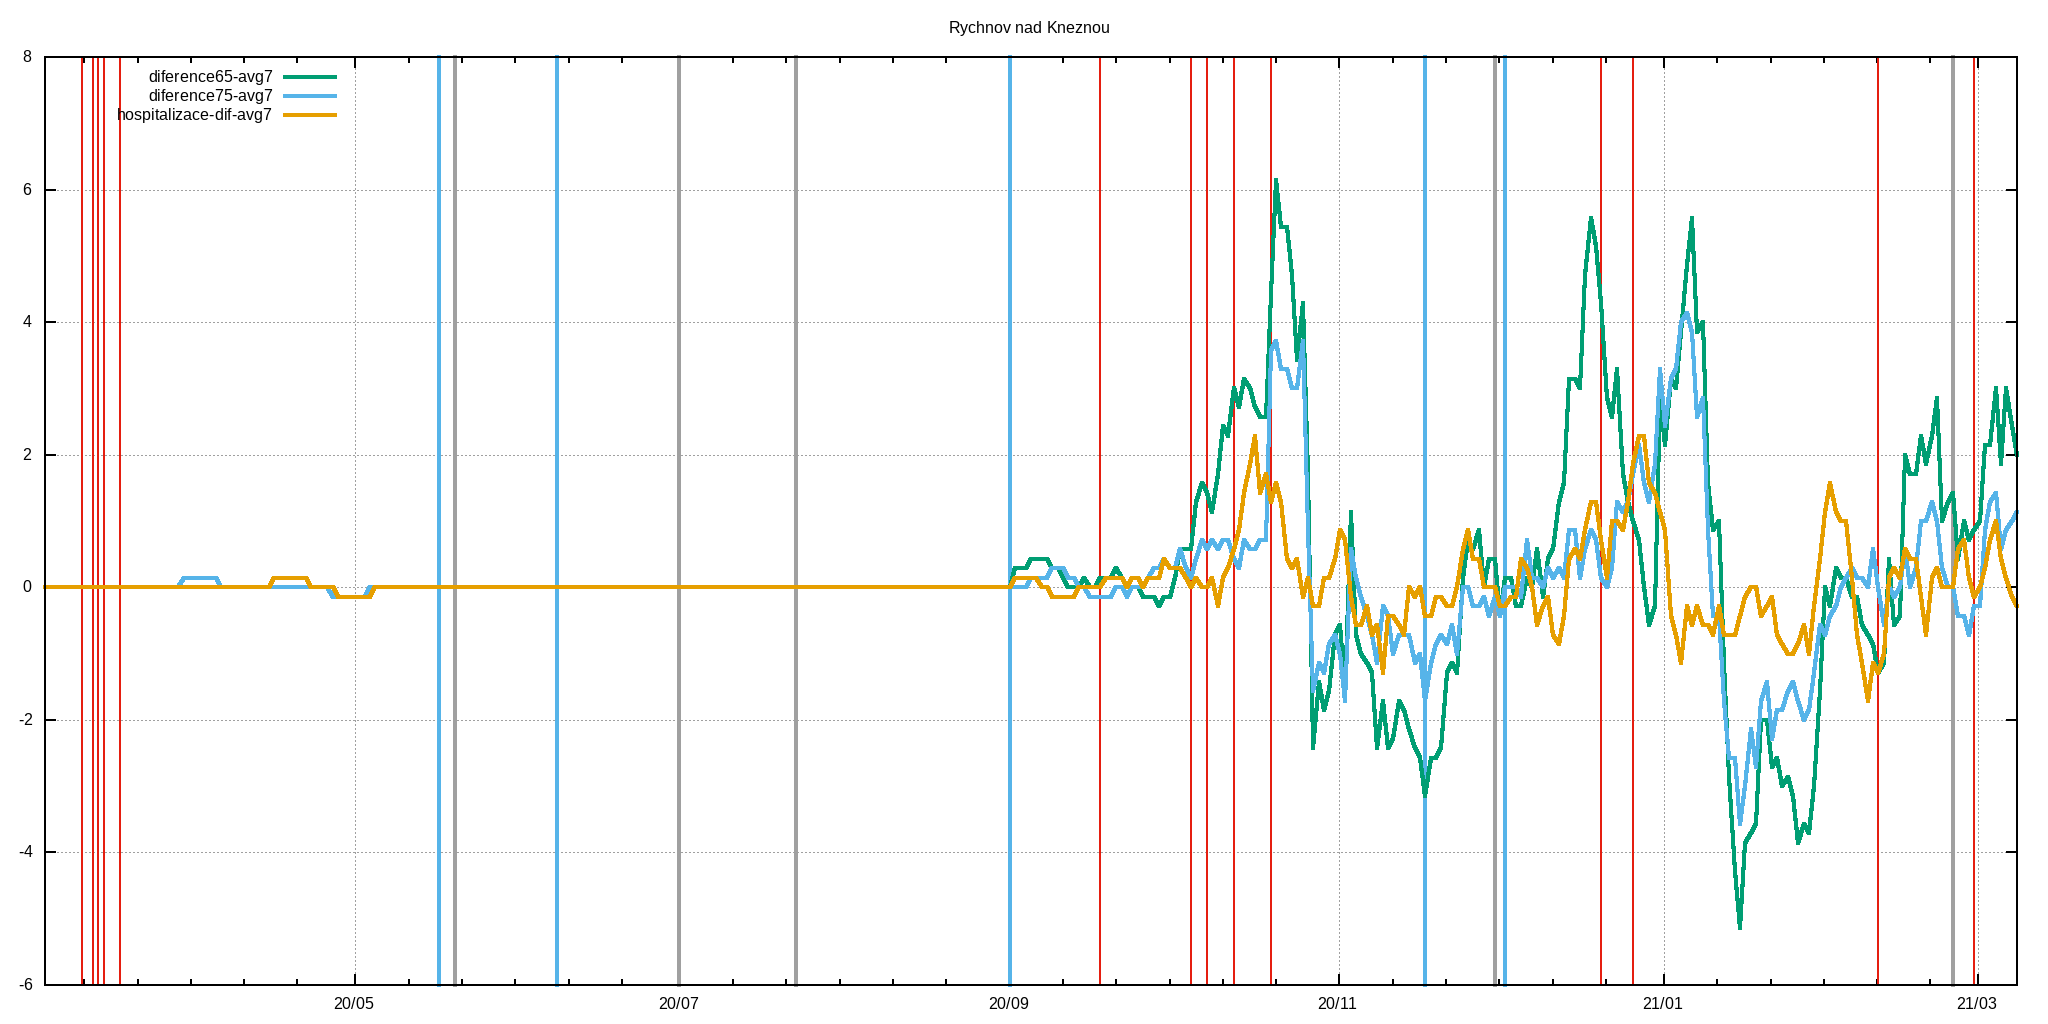 Rychnov nad Kneznou
8
diference65-avg7
diference75-avg7
hospitalizace-dif-avg7
6
4
2
0
-2
-4
-6
20/05 20/07 20/09 20/11 21/01 21/03